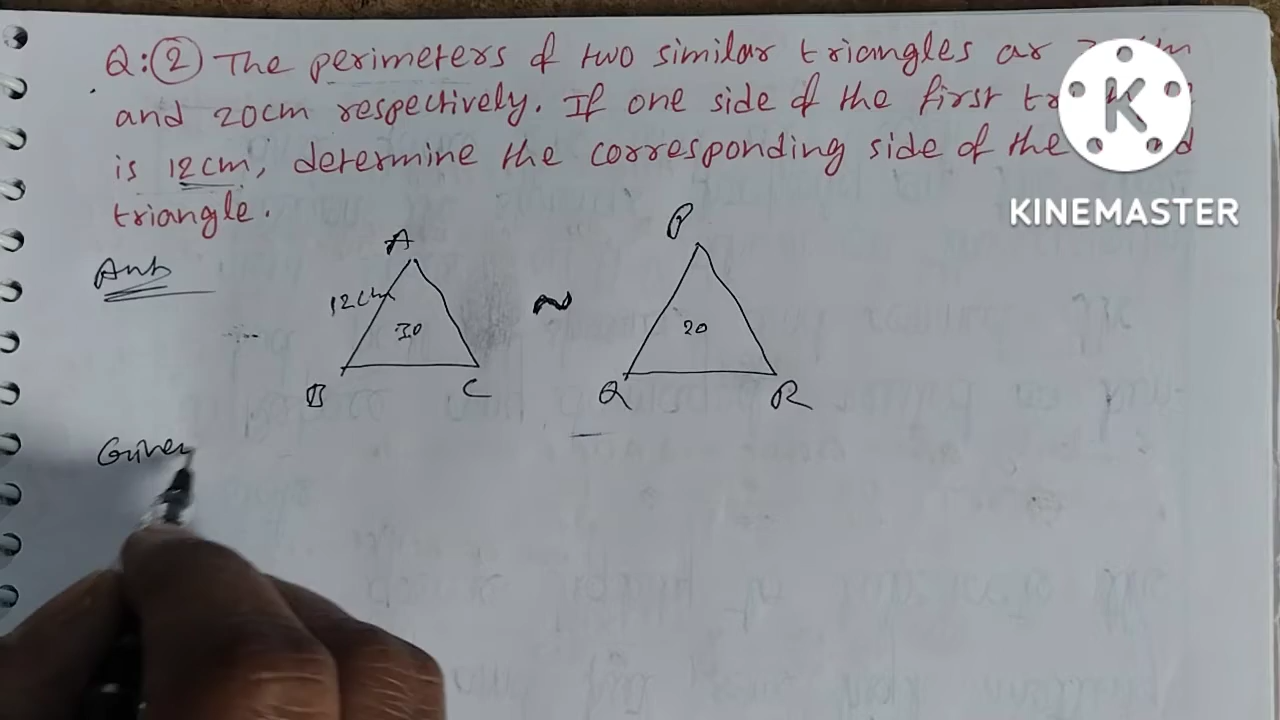 Q:② The perimeters of two similar triangles ar
and 20cm respectively. If one side of the first
is 12cm, determine the corresponding side of the
triangle.
KINEMASTER
Ans
A
P
12cm
30
~
20
B
C
Q
R
Given